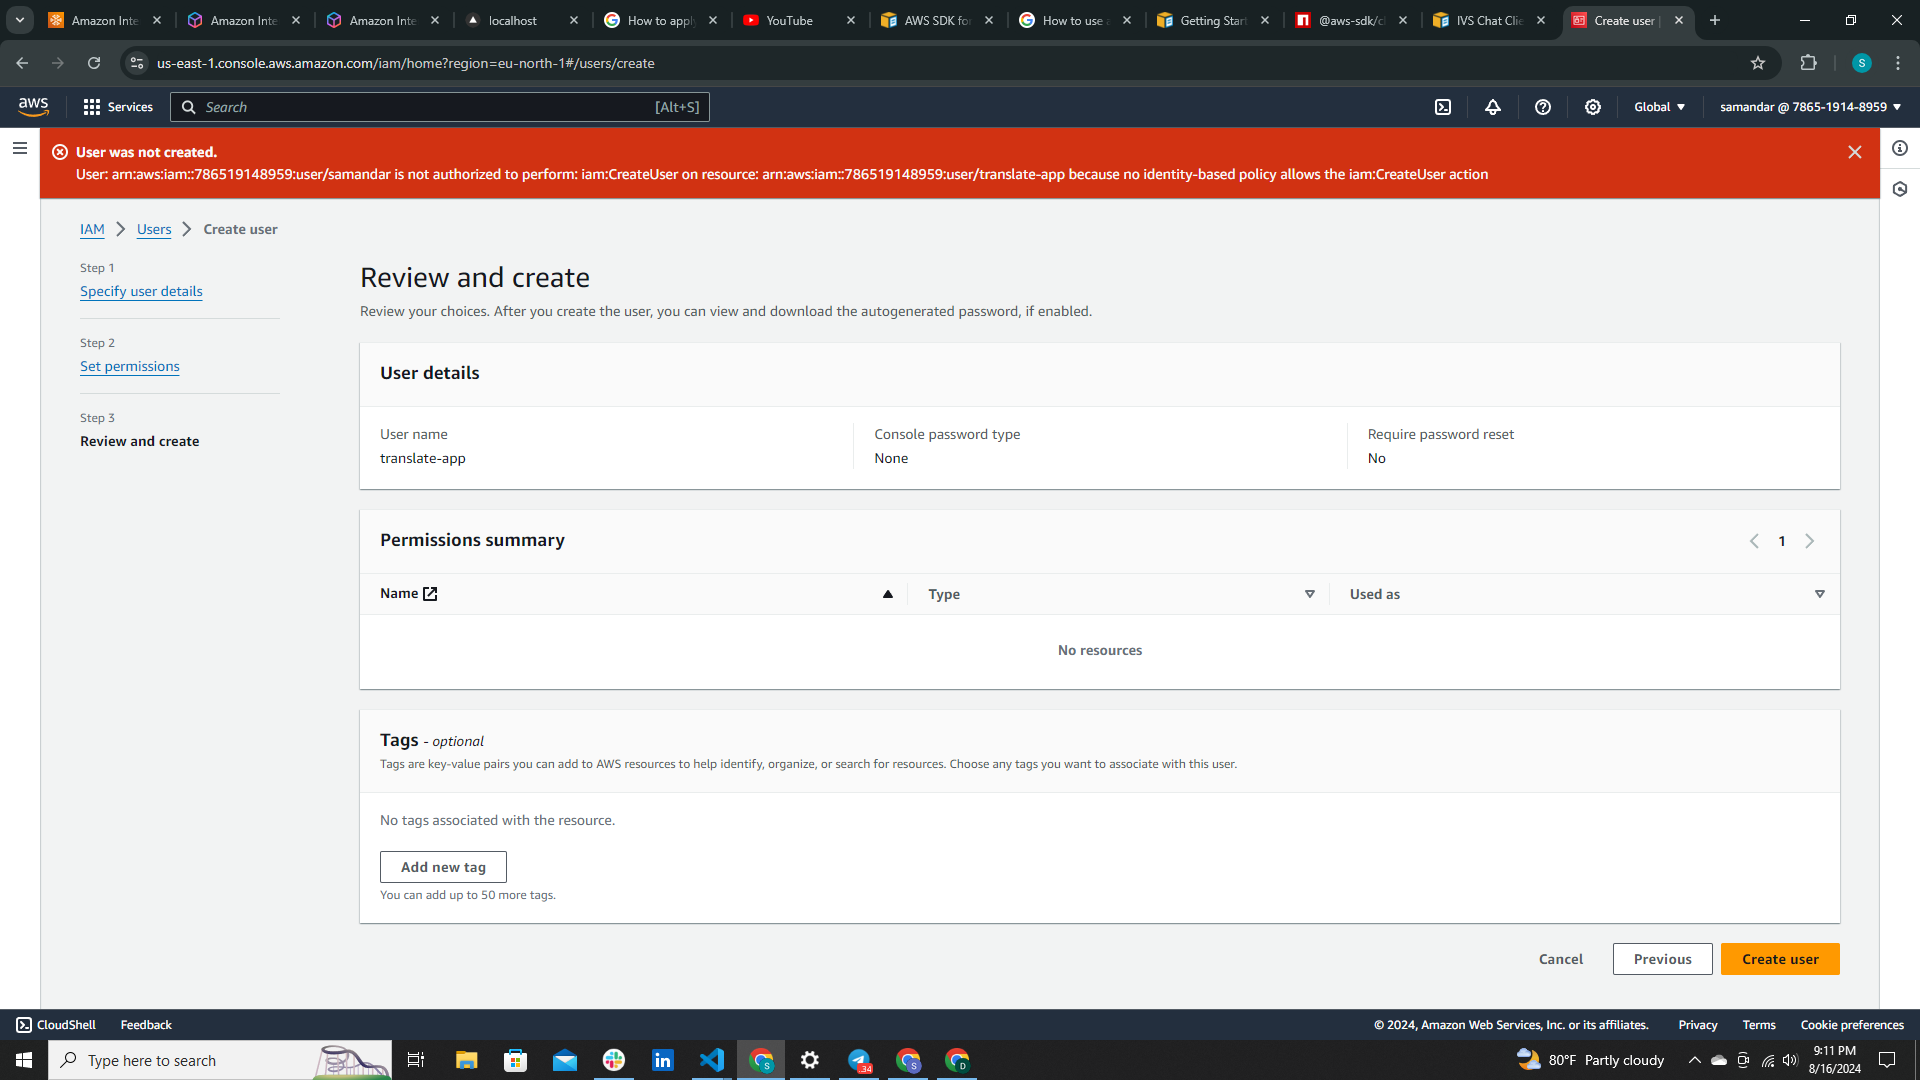 Amazon Inte
Amazon Inte
Amazon Inte
localhost
How to apply
YouTube
AWS SDK for
How to use a
Getting Start
@aws-sdk/cl
IVS Chat Clie
Create user |
us-east-1.console.aws.amazon.com/iam/home?region=eu-north-1#/users/create
S
aws
Services
Search
[Alt+S]
Global
samandar @ 7865-1914-8959
User was not created.
User: arn:aws:iam::786519148959:user/samandar is not authorized to perform: iam:CreateUser on resource: arn:aws:iam::786519148959:user/translate-app because no identity-based policy allows the iam:CreateUser action
IAM
Users
Create user
Step 1
Specify user details
Step 2
Set permissions
Step 3
Review and create
Review and create
Review your choices. After you create the user, you can view and download the autogenerated password, if enabled.
User details
User name
translate-app
Console password type
None
Require password reset
No
Permissions summary
1
Name
Type
Used as
No resources
Tags - optional
Tags are key-value pairs you can add to AWS resources to help identify, organize, or search for resources. Choose any tags you want to associate with this user.
No tags associated with the resource.
Add new tag
You can add up to 50 more tags.
Cancel
Previous
Create user
CloudShell
Feedback
© 2024, Amazon Web Services, Inc. or its affiliates.
Privacy
Terms
Cookie preferences
Type here to search
in
S
34
S
D
80°F Partly cloudy
9:11 PM
8/16/2024